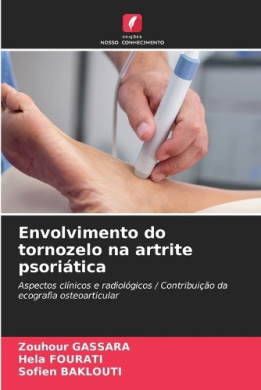 edições
NOSSO CONHECIMENTO
Envolvimento do
tornozelo na artrite
psoriática
Aspectos clínicos e radiológicos / Contribuição da
ecografia osteoarticular
Zouhour GASSARA
Hela FOURATI
Sofien BAKLOUTI